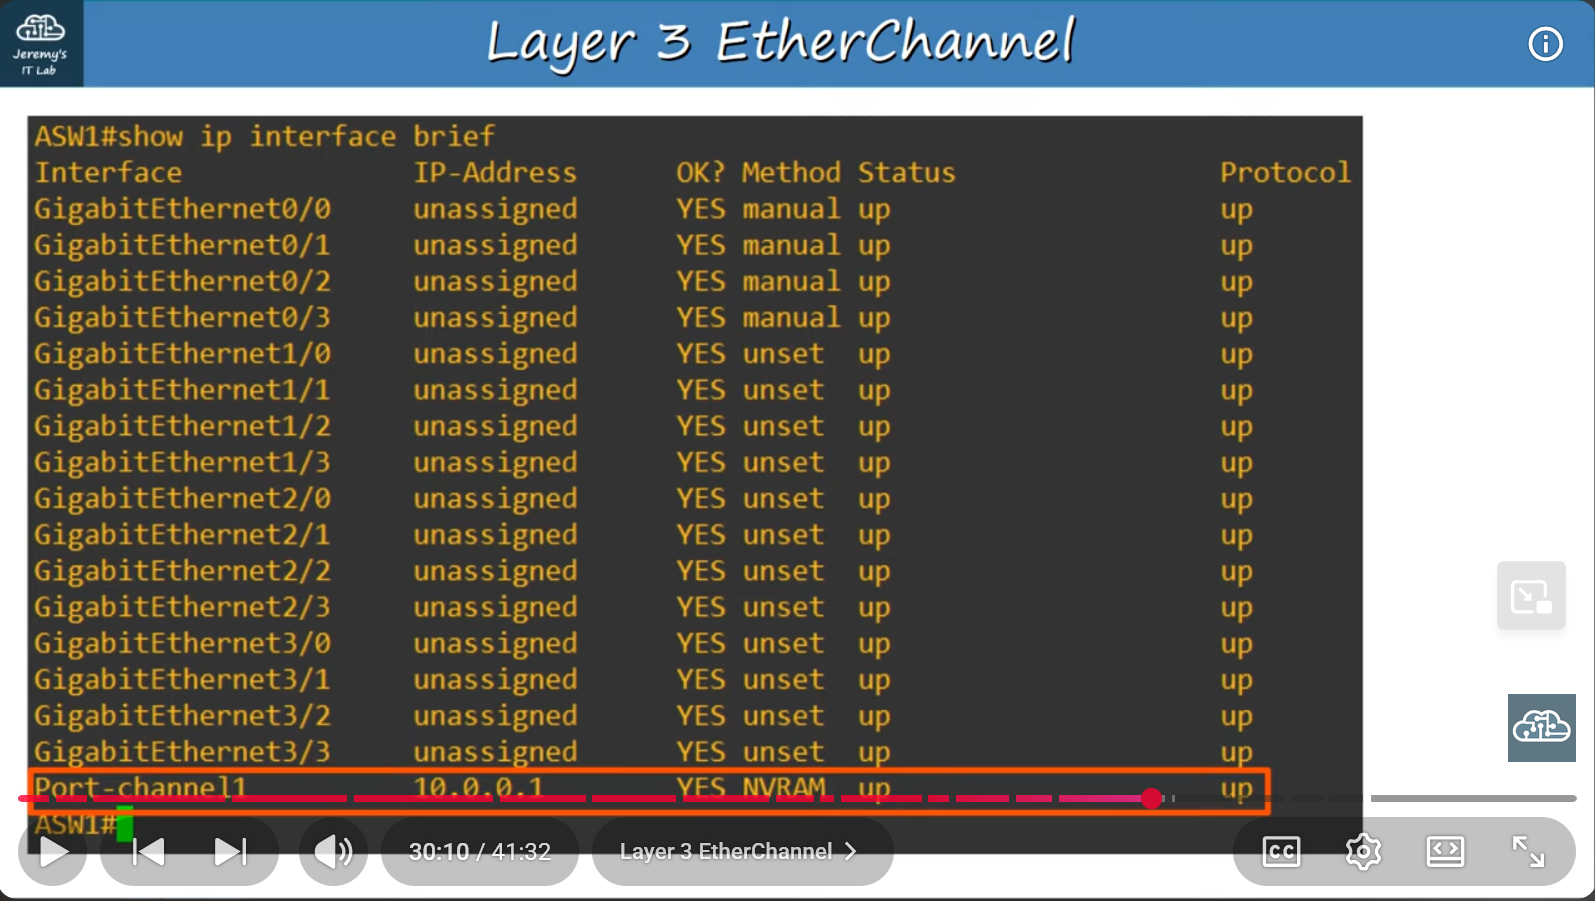 Jeremy's
IT Lab
Layer 3 EtherChannel
ASW1#show ip interface brief
Interface IP-Address OK? Method Status Protocol
GigabitEthernet0/0 unassigned YES manual up up
GigabitEthernet0/1 unassigned YES manual up up
GigabitEthernet0/2 unassigned YES manual up up
GigabitEthernet0/3 unassigned YES manual up up
GigabitEthernet1/0 unassigned YES unset up up
GigabitEthernet1/1 unassigned YES unset up up
GigabitEthernet1/2 unassigned YES unset up up
GigabitEthernet1/3 unassigned YES unset up up
GigabitEthernet2/0 unassigned YES unset up up
GigabitEthernet2/1 unassigned YES unset up up
GigabitEthernet2/2 unassigned YES unset up up
GigabitEthernet2/3 unassigned YES unset up up
GigabitEthernet3/0 unassigned YES unset up up
GigabitEthernet3/1 unassigned YES unset up up
GigabitEthernet3/2 unassigned YES unset up up
GigabitEthernet3/3 unassigned YES unset up up
Port-channel1 10.0.0.1 YES NVRAM up up
ASW1#
30:10 / 41:32
Layer 3 EtherChannel
CC